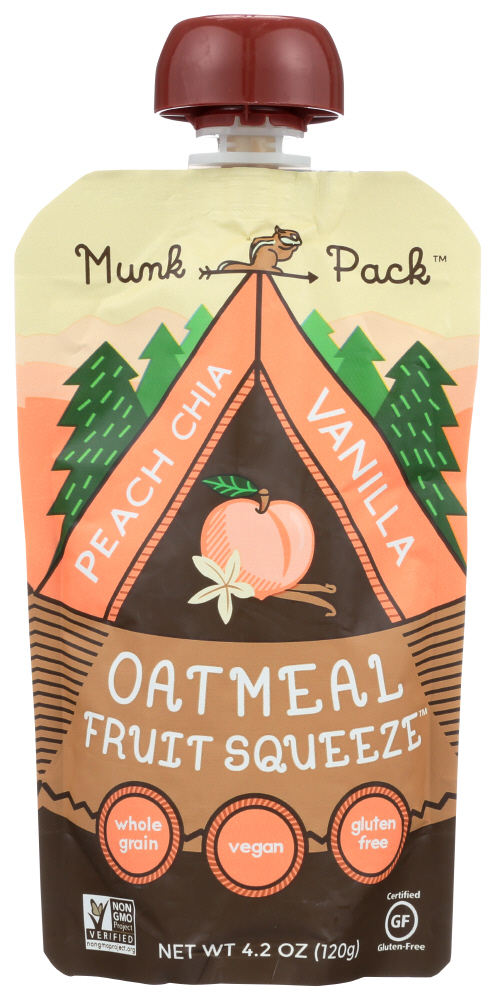 Munk Pack™
PEACH CHIA
VANILLA
OATMEAL
FRUIT SQUEEZE™
whole
grain
vegan
gluten
free
NON
GMO
Project
VERIFIED
nongmoproject.org
NET WT 4.2 OZ (120g)
Certified
GF
Gluten-Free